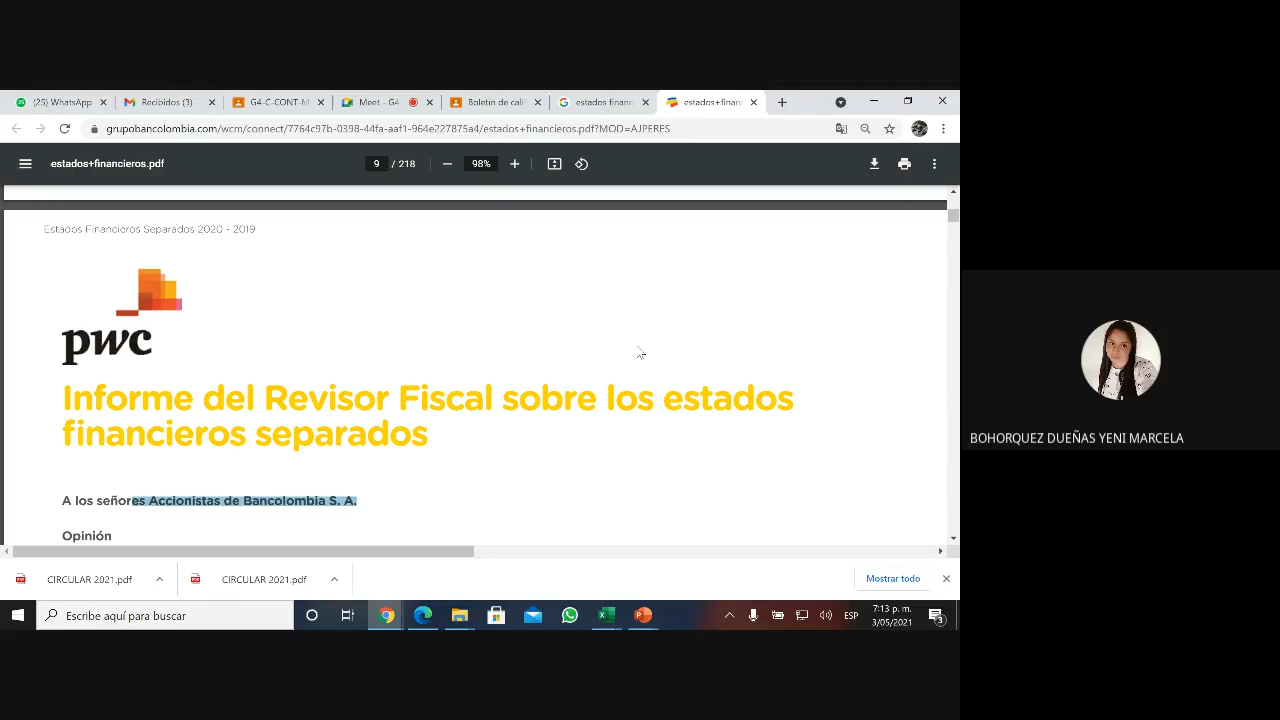 (25) WhatsApp
Recibidos (3) -
G4-C-CONT-M
Meet - G4
Boletín de cali
estados financ
estados+finan
grupobancolombia.com/wcm/connect/7764c97b-0398-44fa-aaf1-964e227875a4/estados+financieros.pdf?MOD=AJPERES
estados+financieros.pdf
9 / 218
98%
Estados Financieros Separados 2020 - 2019
pwc
Informe del Revisor Fiscal sobre los estados
financieros separados
A los señores Accionistas de Bancolombia S. A.
Opinión
BOHORQUEZ DUEÑAS YENI MARCELA
CIRCULAR 2021.pdf
CIRCULAR 2021.pdf
Mostrar todo
Escribe aquí para buscar
ESP
7:13 p. m.
3/05/2021
3